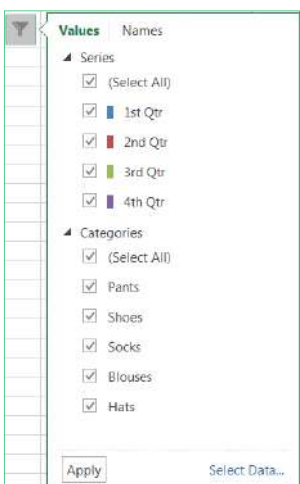 Values Names
Series
(Select All)
1st Qtr
2nd Qtr
3rd Qtr
4th Qtr
Categories
(Select All)
Pants
Shoes
Socks
Blouses
Hats
Apply Select Data...